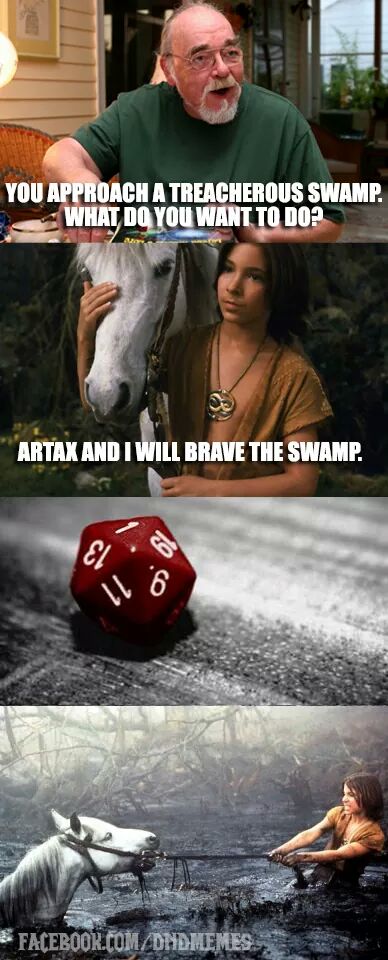 YOU APPROACH A TREACHEROUS SWAMP.
WHAT DO YOU WANT TO DO?
ARTAX AND I WILL BRAVE THE SWAMP.
1
13
19
11
9
FACEBOOK.COM/DNDMEMES